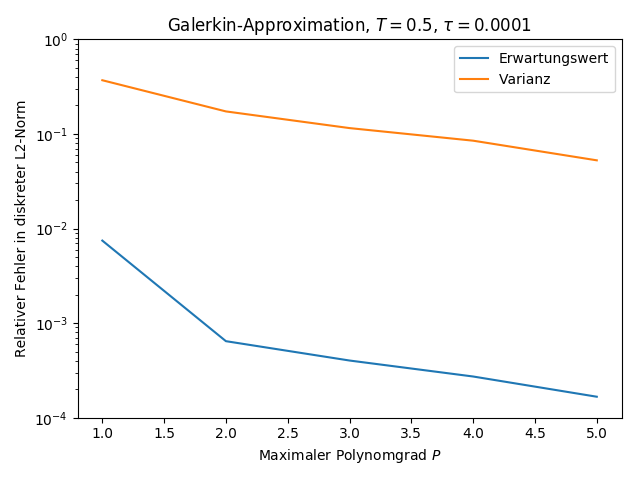 Galerkin-Approximation, $T = 0.5$, $\tau = 0.0001$
Erwartungswert
Varianz
Relativer Fehler in diskreter L2-Norm
10⁰
10⁻¹
10⁻²
10⁻³
10⁻⁴
1.0 1.5 2.0 2.5 3.0 3.5 4.0 4.5 5.0
Maximaler Polynomgrad $P$